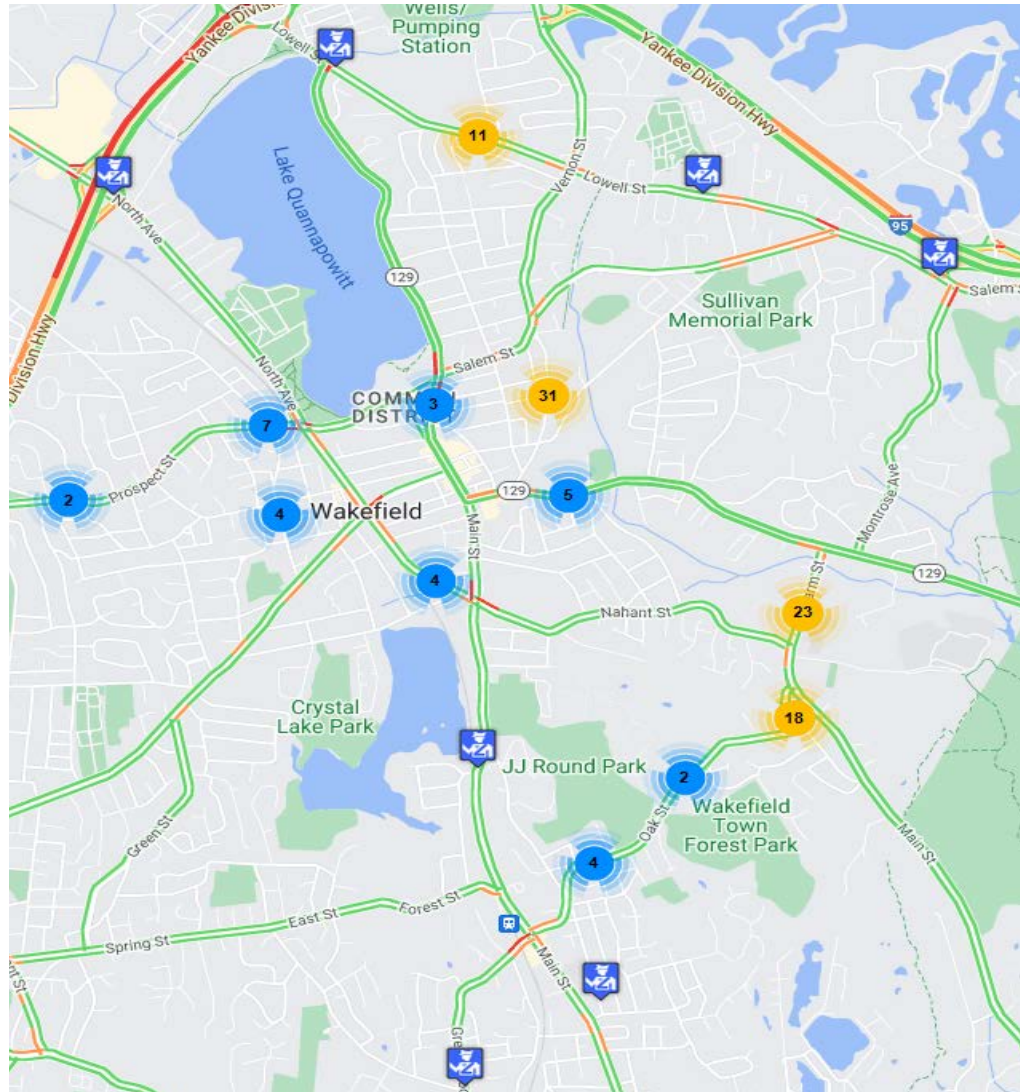 Wells/
Pumping
Station
Yankee Division Hwy
Lowell St
Yankee Division Hwy
11
Vernon St
Lowell St
North Ave
Lake Quannapowitt
129
95
Salem S
Sullivan
Memorial Park
Division Hwy
Salem St
North Ave
31
COMM
DISTR
3
7
Prospect St
2
4
Wakefield
129
5
Montrose Ave
Main St
4
129
Nahant St
arm St
23
Crystal
Lake Park
18
JJ Round Park
2
Wakefield
Town
Forest Park
Oak St
4
Main St
Green St
Forest St
East St
Spring St
Main St
nt St
Gre